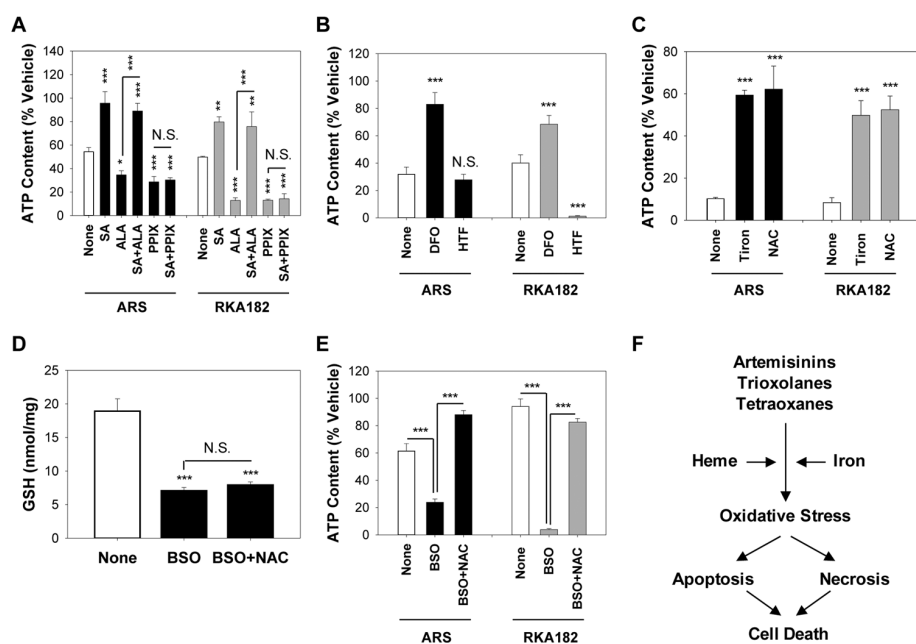 A
ATP Content (% Vehicle)
140
120
100
80
60
40
20
0
*** * *** *** *** *** ** *** *** ** *** ***
N.S.
N.S.
None SA ALA SA+ALA PPIX SA+PPIX None SA ALA SA+ALA PPIX SA+PPIX
ARS RKA182
B
ATP Content (% Vehicle)
120
100
80
60
40
20
0
*** N.S. *** ***
None DFO HTF None DFO HTF
ARS RKA182
C
ATP Content (% Vehicle)
80
60
40
20
0
*** *** *** ***
None Tiron NAC None Tiron NAC
ARS RKA182
D
GSH (nmol/mg)
25
20
15
10
5
0
N.S.
*** ***
None BSO BSO+NAC
E
ATP Content (% Vehicle)
120
100
80
60
40
20
0
*** *** *** ***
None BSO BSO+NAC None BSO BSO+NAC
ARS RKA182
F
Artemisinins
Trioxolanes
Tetraoxanes
Heme Iron
Oxidative Stress
Apoptosis Necrosis
Cell Death